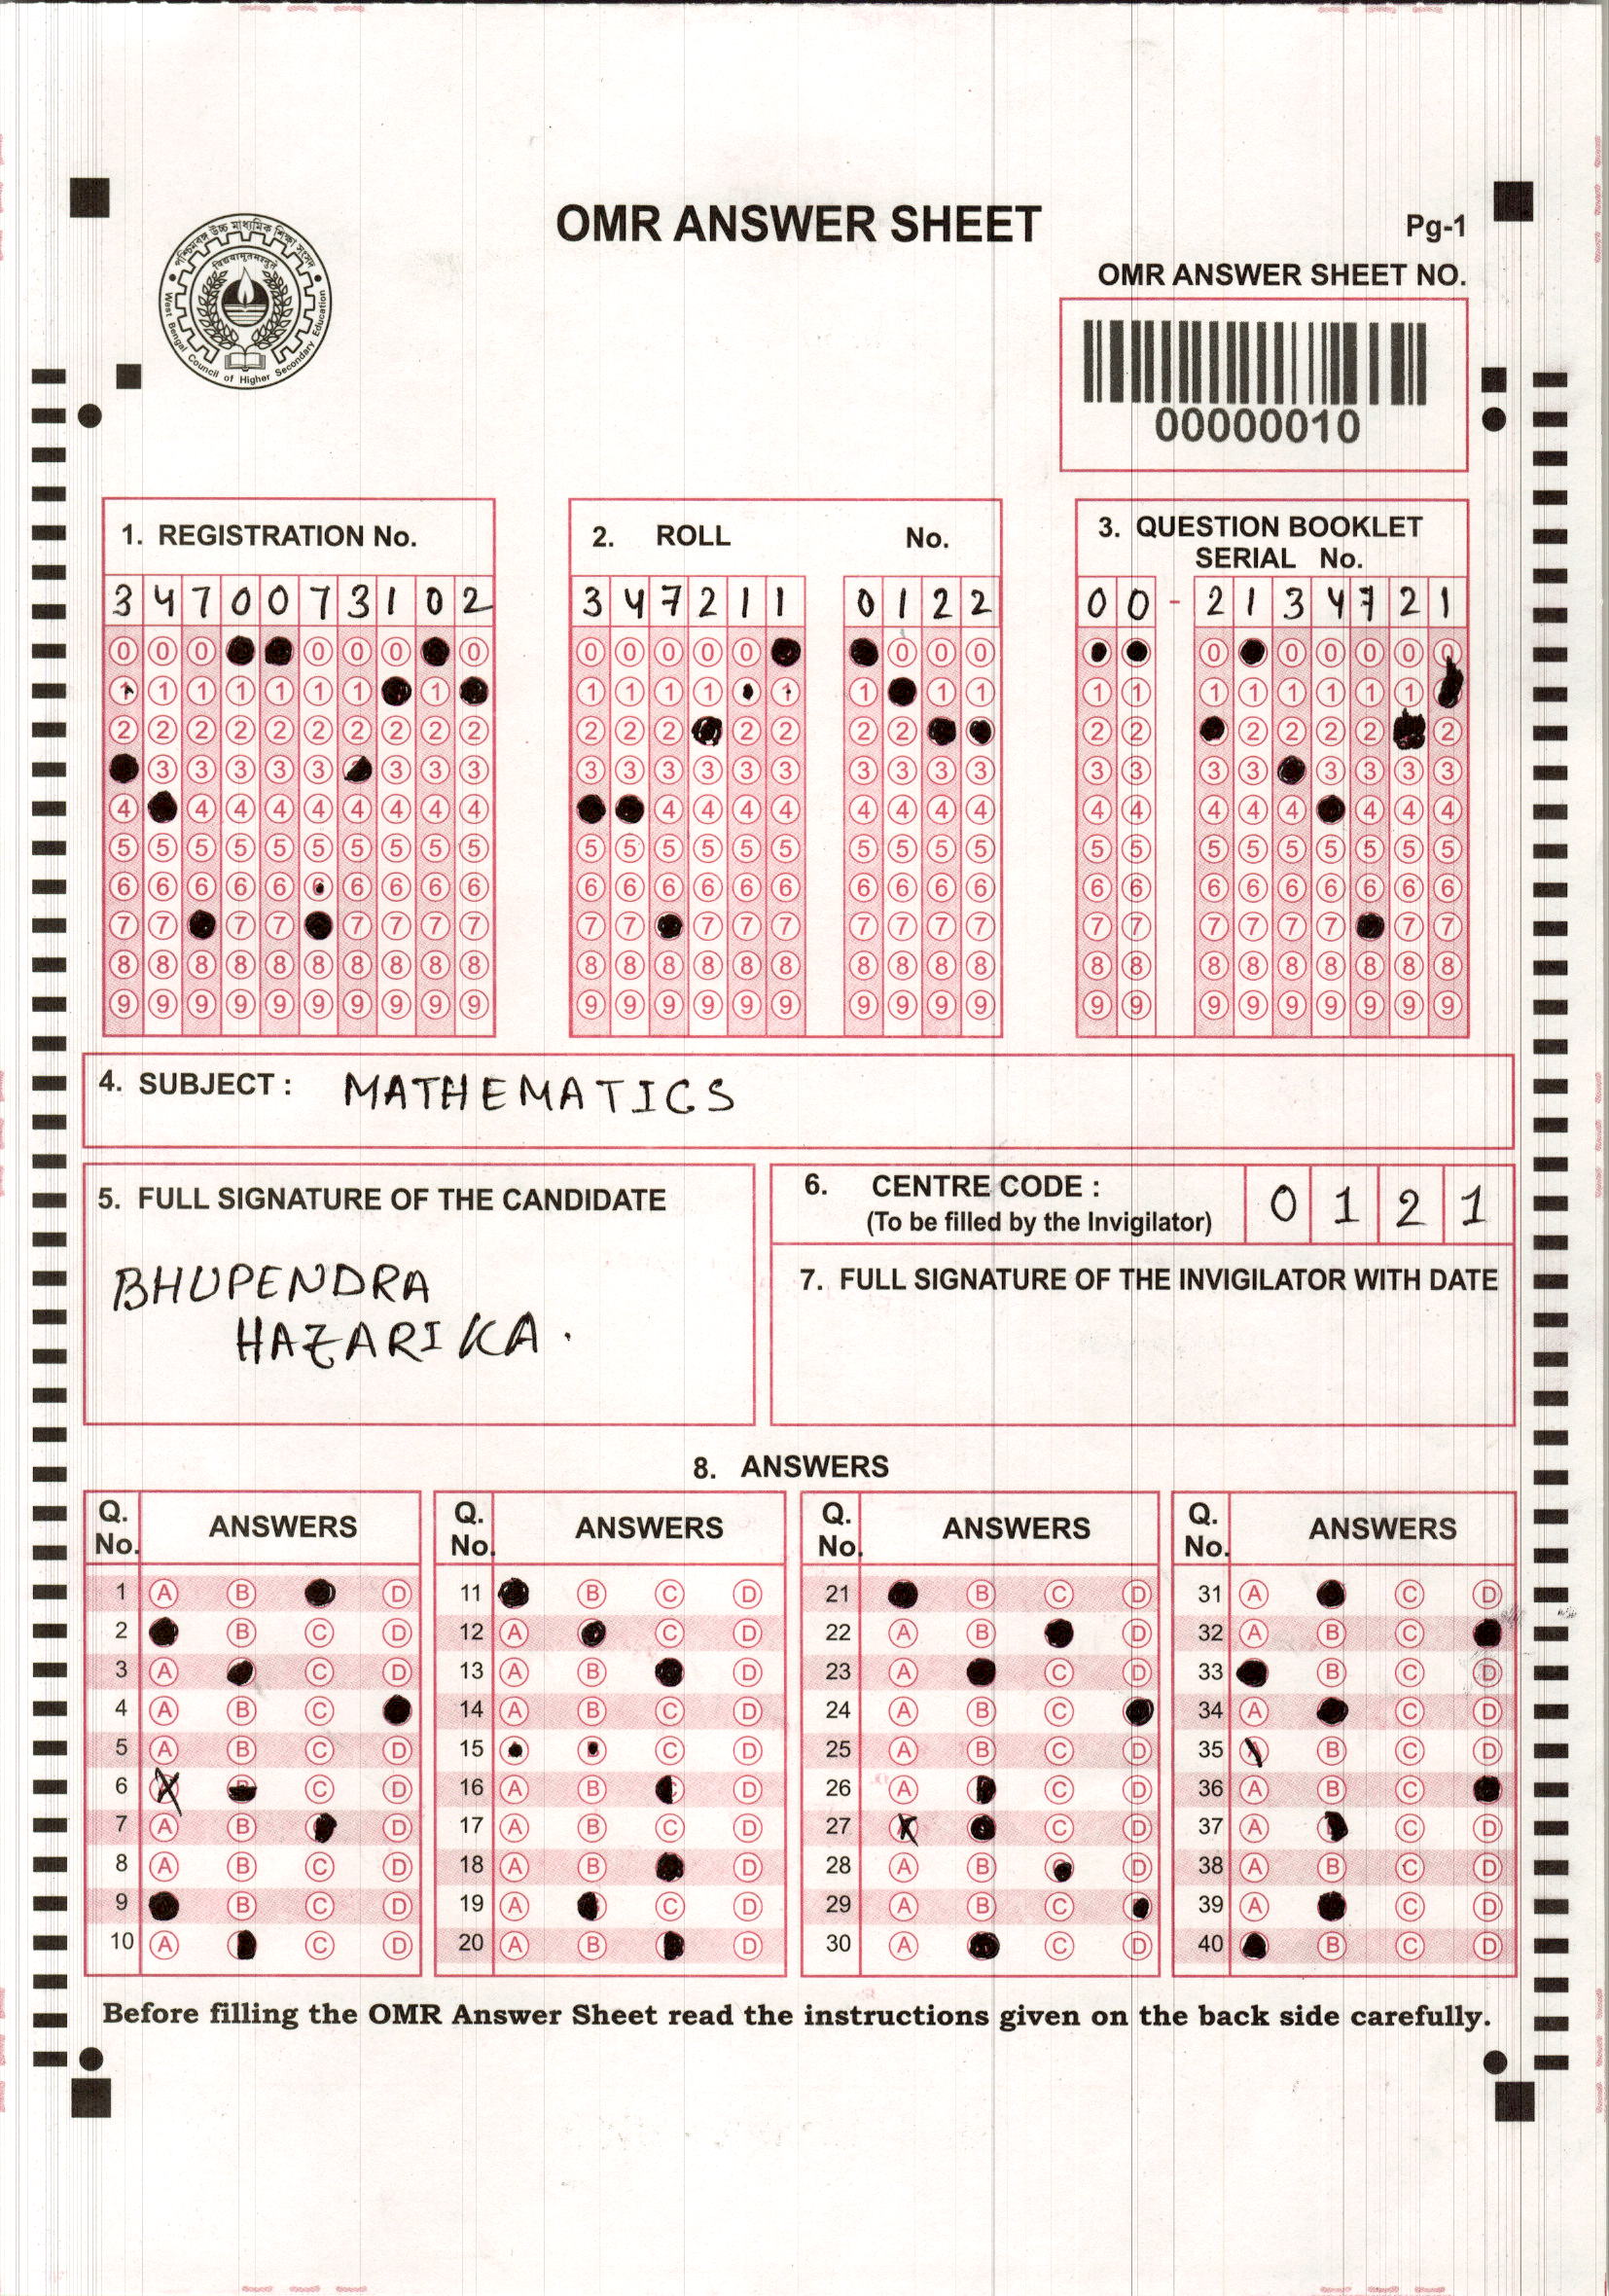 OMR ANSWER SHEET
Pg-1
পশ্চিমবঙ্গ উচ্চ মাধ্যমিক শিক্ষা সংসদ
West Bengal Council of Higher Secondary Education
OMR ANSWER SHEET NO.
00000010
1. REGISTRATION No.
3 4 7 0 0 7 3 1 0 2
2. ROLL No.
3 4 7 2 1 1 0 1 2 2
3. QUESTION BOOKLET
SERIAL No.
0 0 - 2 1 3 4 7 2 1
4. SUBJECT : MATHEMATICS
5. FULL SIGNATURE OF THE CANDIDATE
BHUPENDRA
HAZARIKA.
6. CENTRE CODE : 0 1 2 1
(To be filled by the Invigilator)
7. FULL SIGNATURE OF THE INVIGILATOR WITH DATE
8. ANSWERS
Q. No. ANSWERS Q. No. ANSWERS Q. No. ANSWERS Q. No. ANSWERS
1 A B D 11 B C D 21 B C D 31 A C D
2 B C D 12 A C D 22 A B D 32 A B C
3 A C D 13 A B D 23 A C D 33 B C D
4 A B C 14 A B C D 24 A B C 34 A C D
5 A B C D 15 C D 25 A B C D 35 B C D
6 C D 16 A B D 26 A C D 36 A B C
7 A B D 17 A B C D 27 C D 37 A C D
8 A B C D 18 A B D 28 A B D 38 A B C D
9 B C D 19 A C D 29 A B C 39 A C D
10 A C D 20 A B D 30 A C D 40 B C D
Before filling the OMR Answer Sheet read the instructions given on the back side carefully.